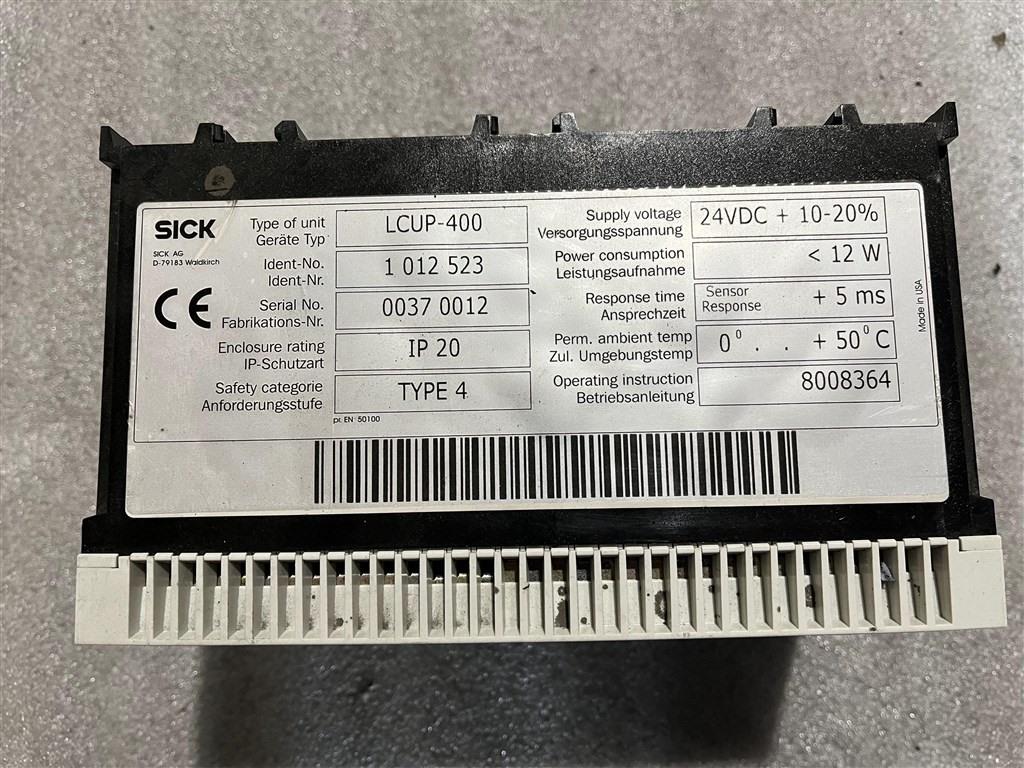 SICK
SICK AG
D-79183 Waldkirch
CE
Type of unit
Geräte Typ
LCUP-400
Ident-No.
Ident-Nr.
1 012 523
Serial No.
Fabrikations-Nr.
0037 0012
Enclosure rating
IP-Schutzart
IP 20
Safety categorie
Anforderungsstufe
TYPE 4
pr. EN 50100
Supply voltage
Versorgungsspannung
24VDC + 10-20%
Power consumption
Leistungsaufnahme
< 12 W
Response time
Ansprechzeit
Sensor
Response
+ 5 ms
Perm. ambient temp
Zul. Umgebungstemp
0⁰ . . + 50⁰ C
Operating instruction
Betriebsanleitung
8008364
Made in USA